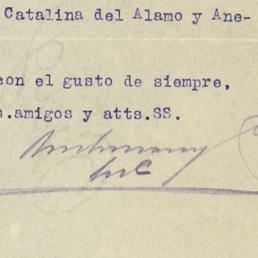 Catalina del Alamo y Ane-
con el gusto de siempre,
s.amigos y atts.SS.